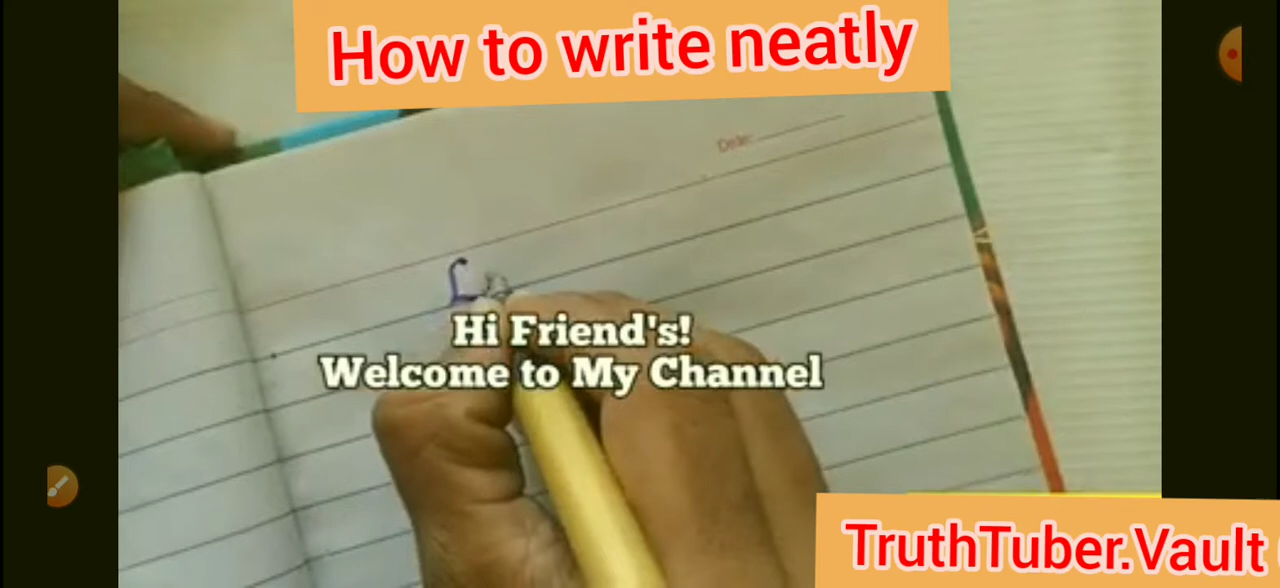 How to write neatly
Date:
L
Hi Friend's!
Welcome to My Channel
TruthTuber.Vault